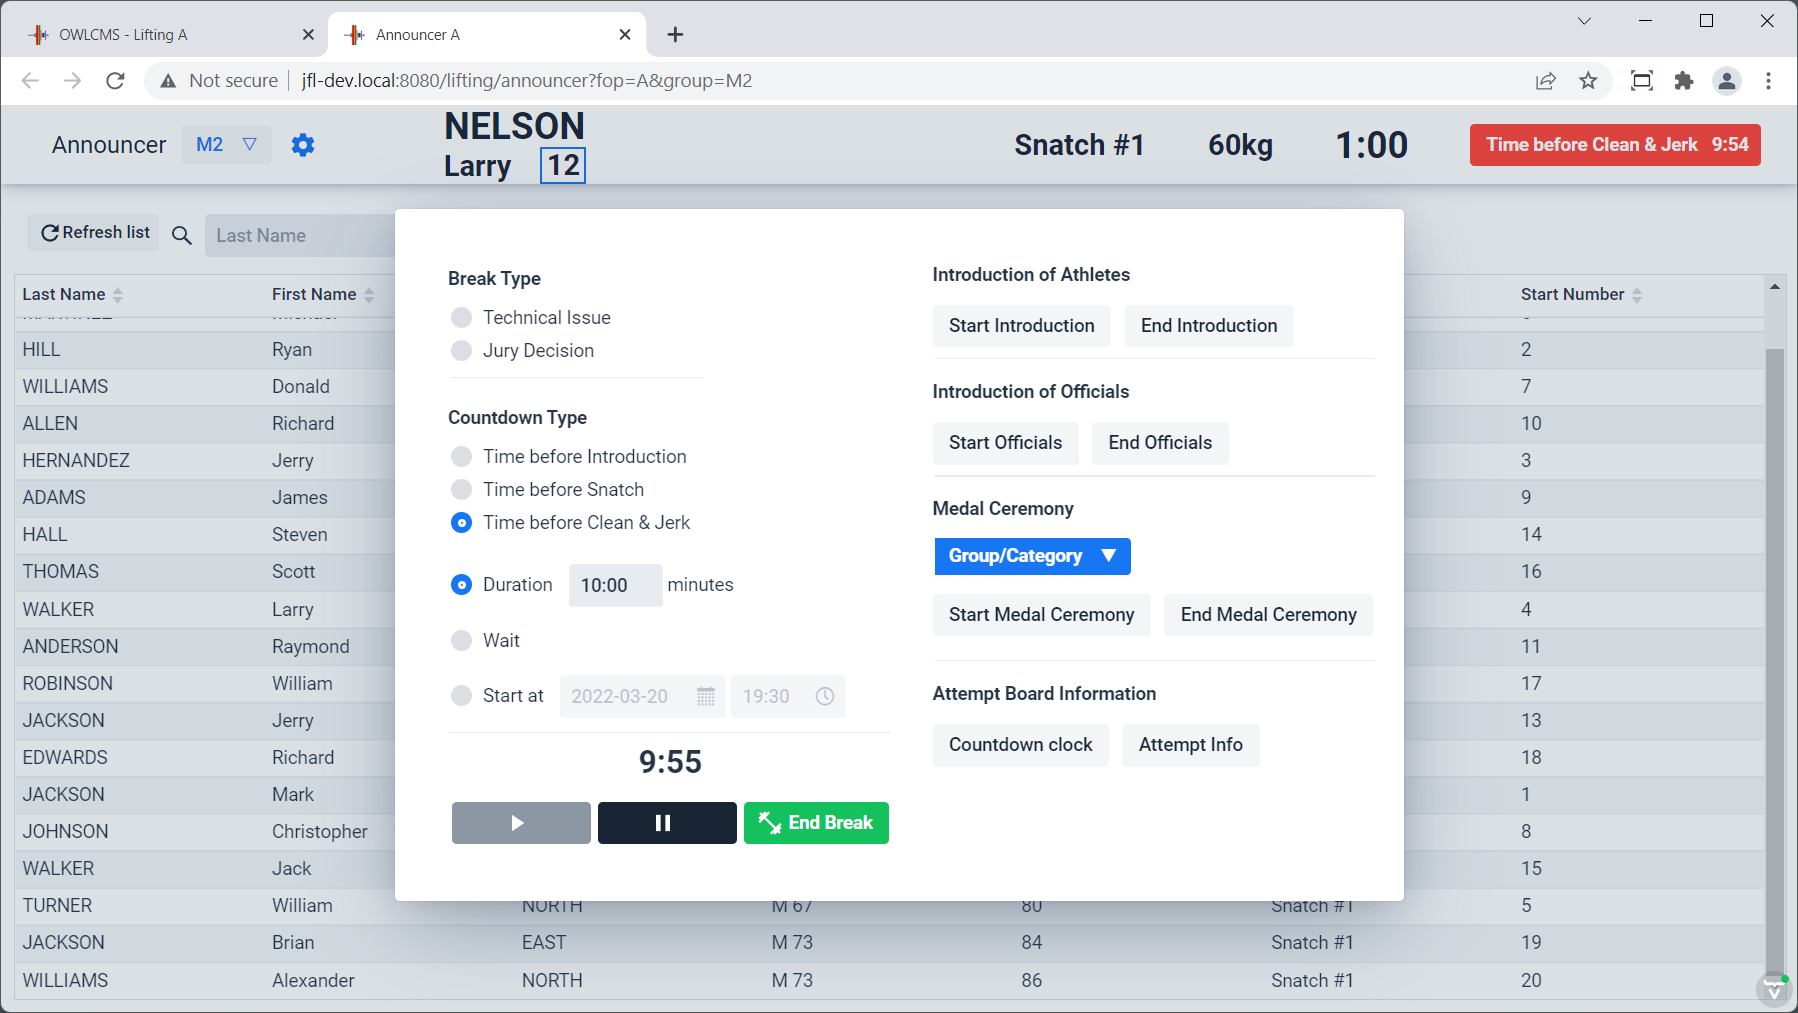 OWLCMS - Lifting A
Announcer A
Not secure
jfl-dev.local:8080/lifting/announcer?fop=A&group=M2
Announcer
M2
NELSON
Larry 12
Snatch #1
60kg
1:00
Time before Clean & Jerk 9:54
Refresh list
Last Name
Last Name
First Name
Start Number
HILL Ryan 2
WILLIAMS Donald 7
ALLEN Richard 10
HERNANDEZ Jerry 3
ADAMS James 9
HALL Steven 14
THOMAS Scott 16
WALKER Larry 4
ANDERSON Raymond 11
ROBINSON William 17
JACKSON Jerry 13
EDWARDS Richard 18
JACKSON Mark 1
JOHNSON Christopher 8
WALKER Jack 15
TURNER William NORTH M 67 80 Snatch #1 5
JACKSON Brian EAST M 73 84 Snatch #1 19
WILLIAMS Alexander NORTH M 73 86 Snatch #1 20
Break Type
Technical Issue
Jury Decision
Countdown Type
Time before Introduction
Time before Snatch
Time before Clean & Jerk
Duration 10:00 minutes
Wait
Start at 2022-03-20 19:30
9:55
End Break
Introduction of Athletes
Start Introduction End Introduction
Introduction of Officials
Start Officials End Officials
Medal Ceremony
Group/Category
Start Medal Ceremony End Medal Ceremony
Attempt Board Information
Countdown clock Attempt Info